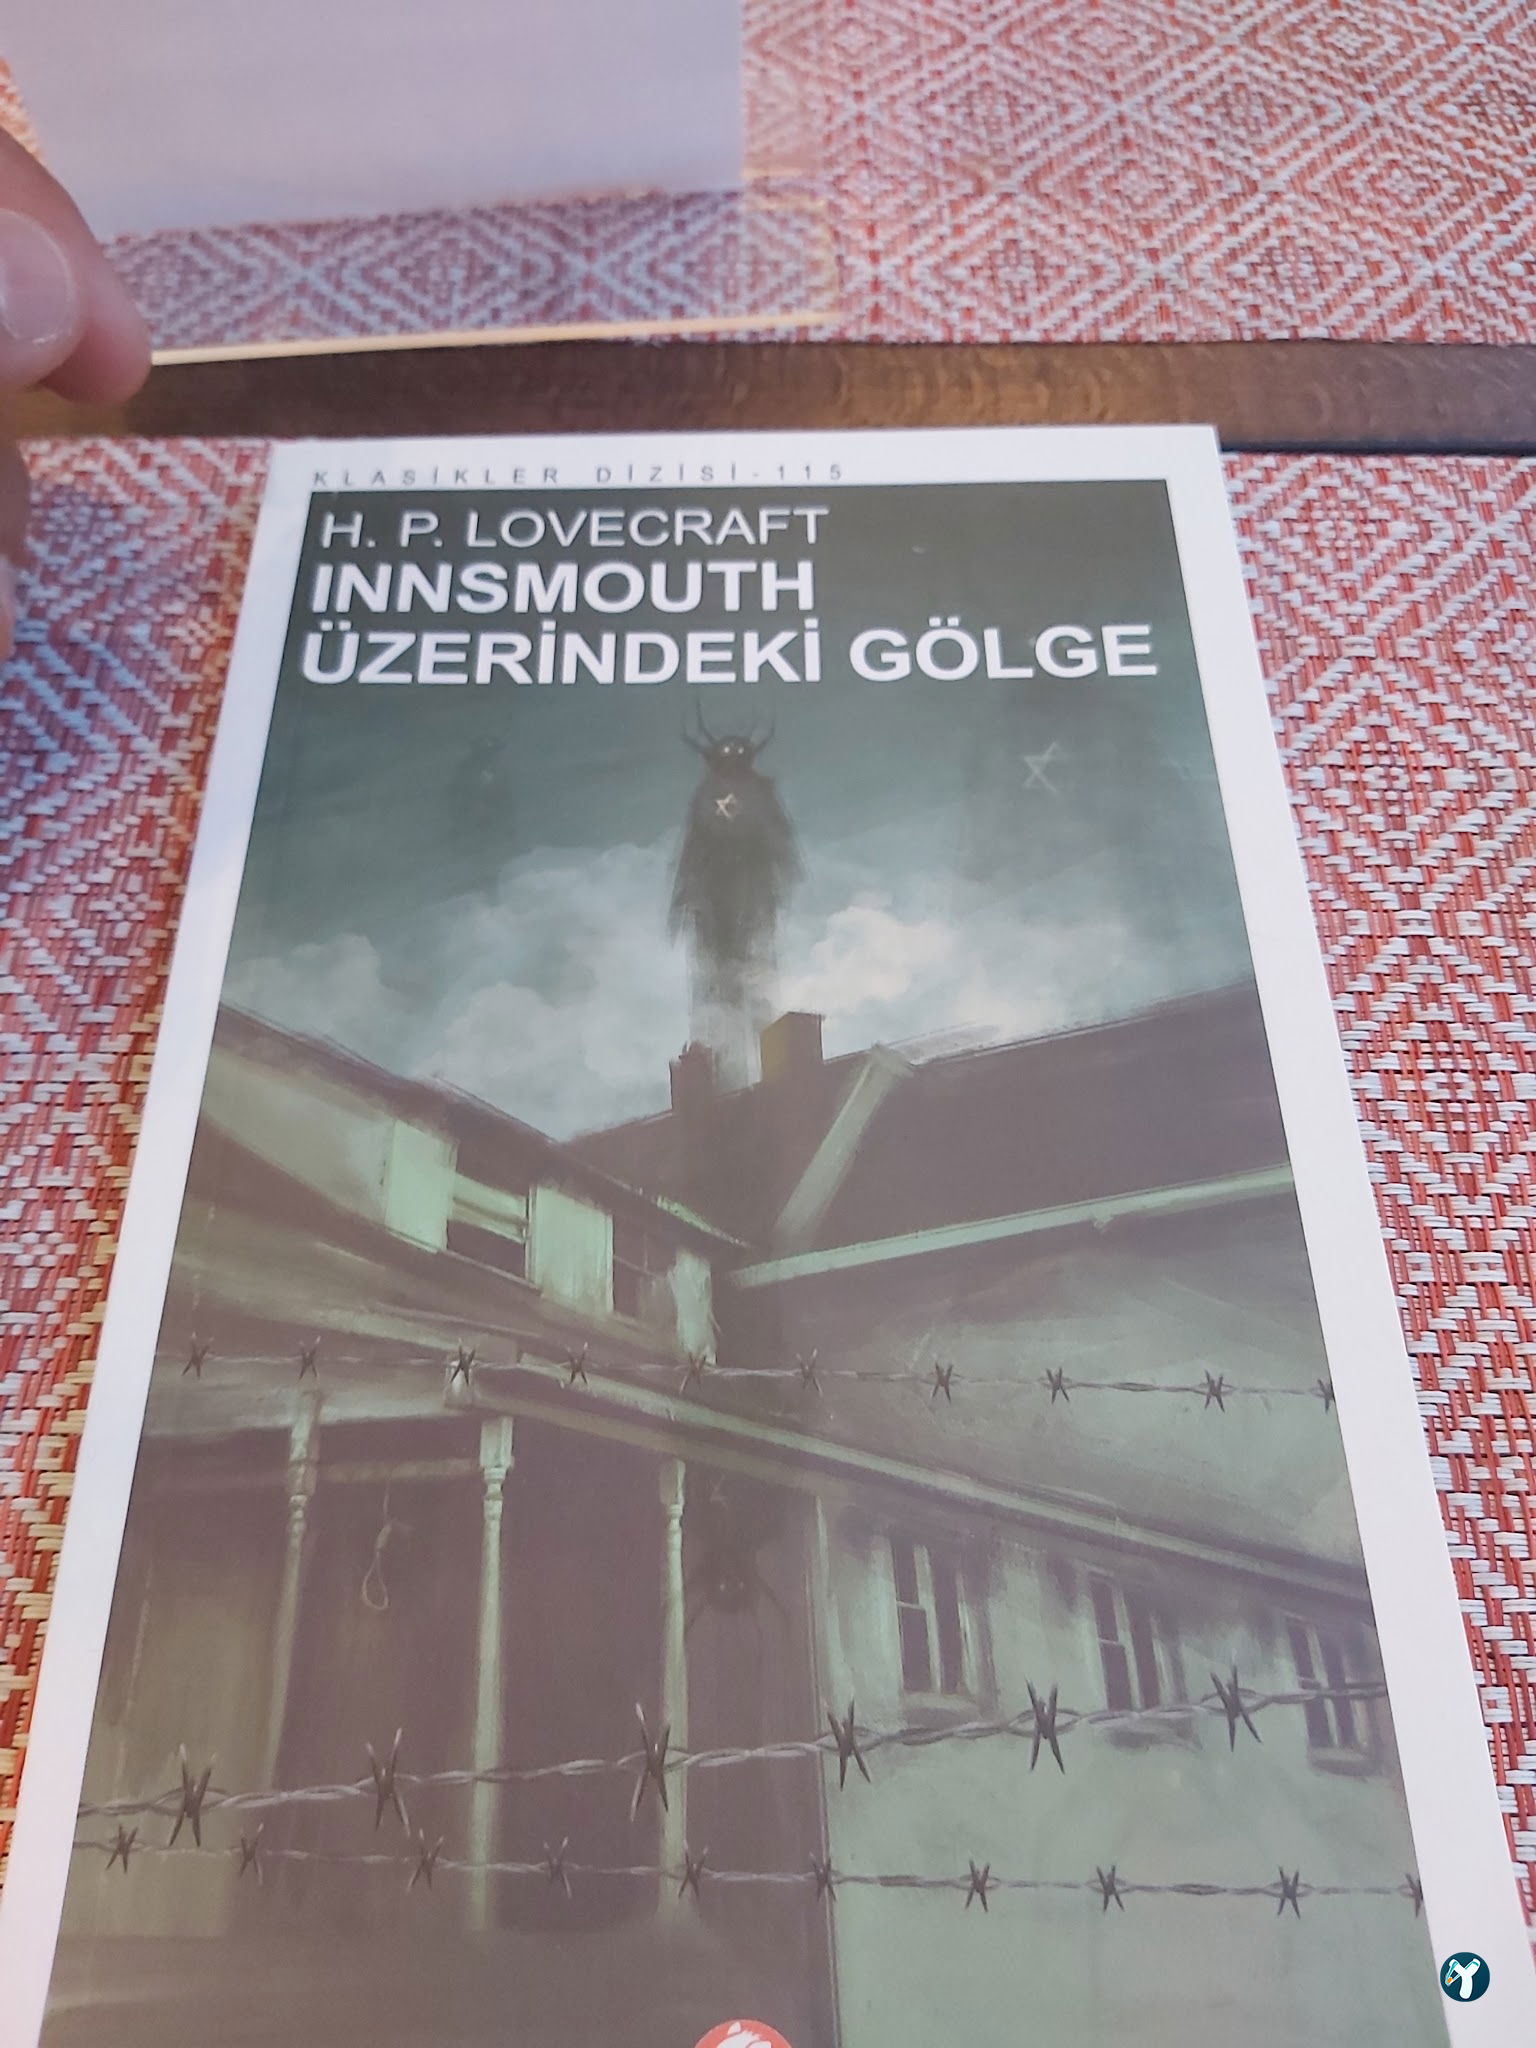 KLASİKLER DİZİSİ-115
H. P. LOVECRAFT
INNSMOUTH
ÜZERİNDEKİ GÖLGE